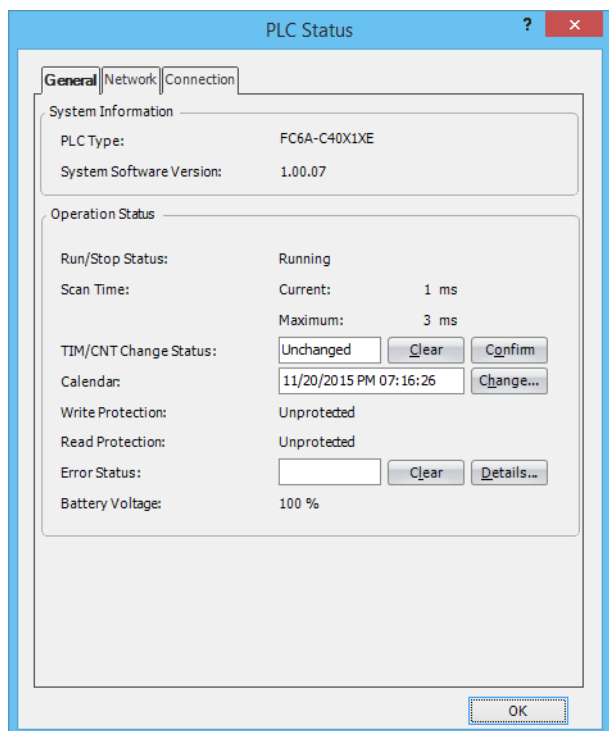 PLC Status
? ×
General Network Connection
System Information
PLC Type: FC6A-C40X1XE
System Software Version: 1.00.07
Operation Status
Run/Stop Status: Running
Scan Time: Current: 1 ms
Maximum: 3 ms
TIM/CNT Change Status: Unchanged Clear Confirm
Calendar: 11/20/2015 PM 07:16:26 Change...
Write Protection: Unprotected
Read Protection: Unprotected
Error Status: Clear Details...
Battery Voltage: 100 %
OK